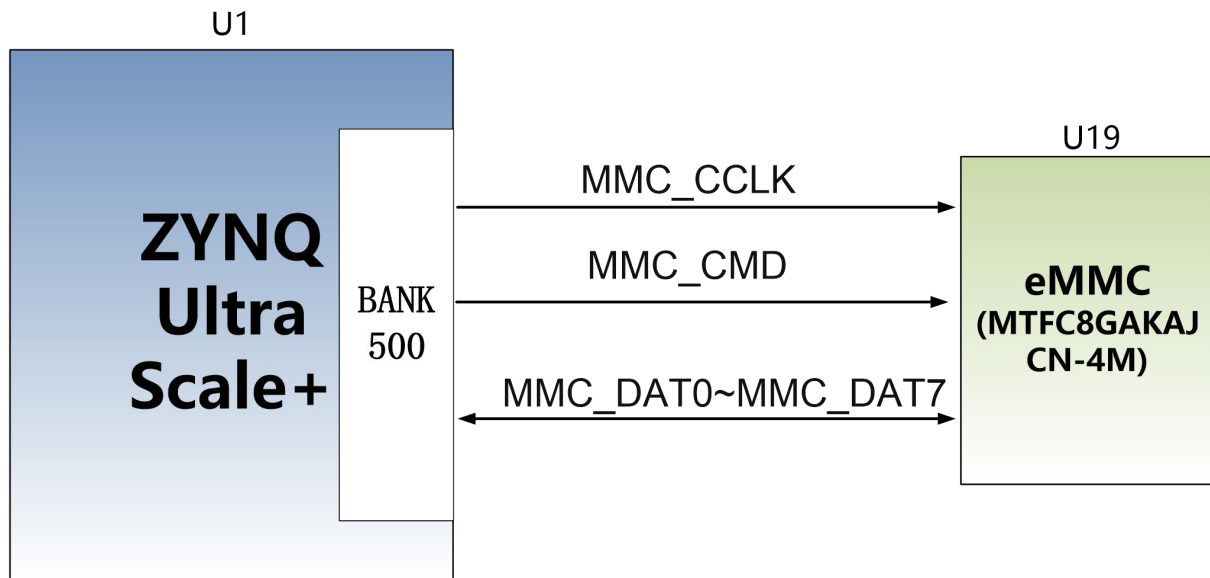 U1
ZYNQ
Ultra
Scale+
BANK
500
MMC_CCLK
MMC_CMD
MMC_DAT0~MMC_DAT7
U19
eMMC
(MTFC8GAKAJ
CN-4M)